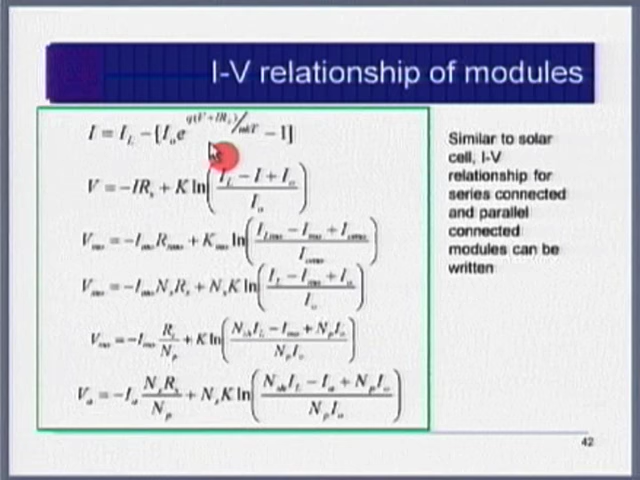 I-V relationship of modules
I = I_L − [I_o e^{q(V+IR_s)/nkT} − 1]
V = −IR_s + K ln( (I_L − I + I_o) / I_o )
V_mo = −I_mo R_smo + K_mo ln( (I_Lmo − I_mo + I_omo) / I_omo )
V_mo = −I_mo N_s R_s + N_s K ln( (I_L − I_mo + I_o) / I_o )
V_mo = −I_mo R_s/N_p + K ln( (N_sh I_L − I_mo + N_p I_o) / N_p I_o )
V_a = −I_a N_s R_s/N_p + N_s K ln( (N_sh I_L − I_a + N_p I_o) / N_p I_o )
Similar to solar
cell, I-V
relationship for
series connected
and parallel
connected
modules can be
written
42